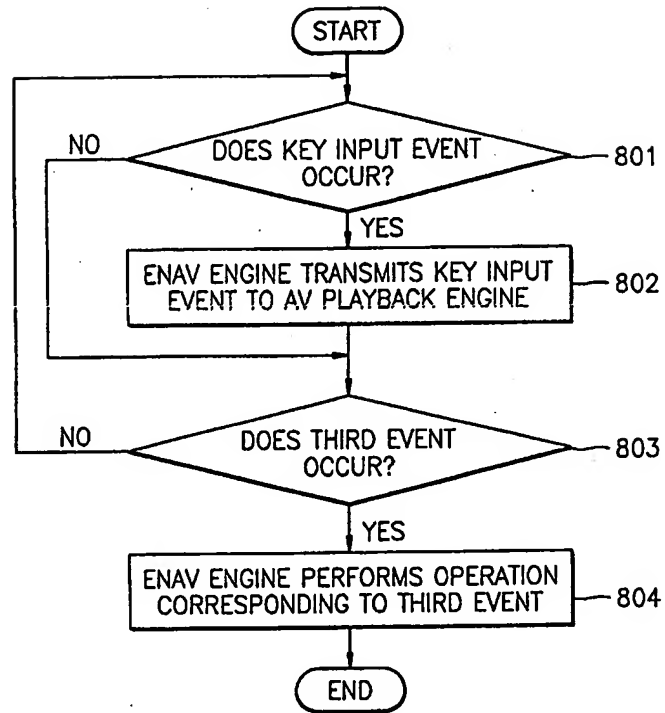 START
NO
DOES KEY INPUT EVENT
OCCUR?
801
YES
ENAV ENGINE TRANSMITS KEY INPUT
EVENT TO AV PLAYBACK ENGINE
802
NO
DOES THIRD EVENT
OCCUR?
803
YES
ENAV ENGINE PERFORMS OPERATION
CORRESPONDING TO THIRD EVENT
804
END